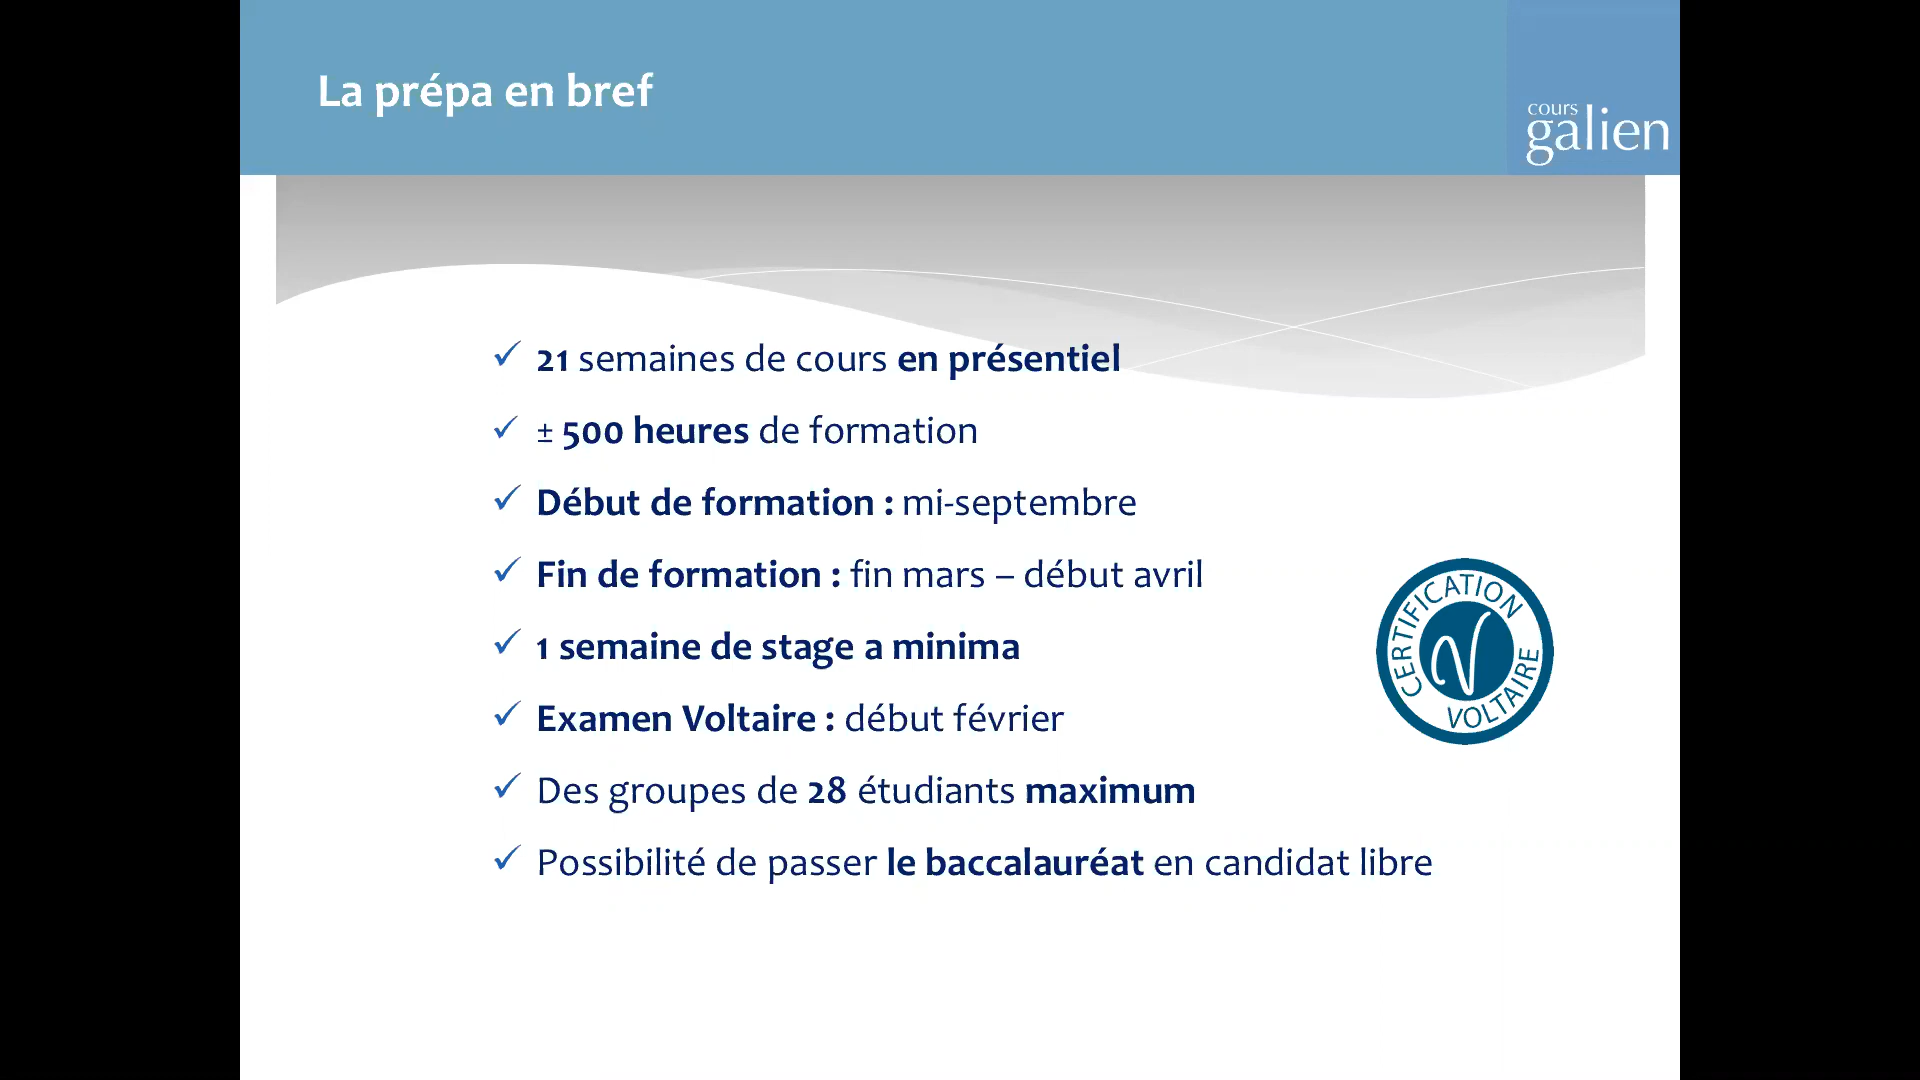 La prépa en bref
cours
galien
✓ 21 semaines de cours en présentiel
✓ ± 500 heures de formation
✓ Début de formation : mi-septembre
✓ Fin de formation : fin mars – début avril
✓ 1 semaine de stage a minima
✓ Examen Voltaire : début février
✓ Des groupes de 28 étudiants maximum
✓ Possibilité de passer le baccalauréat en candidat libre
CERTIFICATION
V
VOLTAIRE